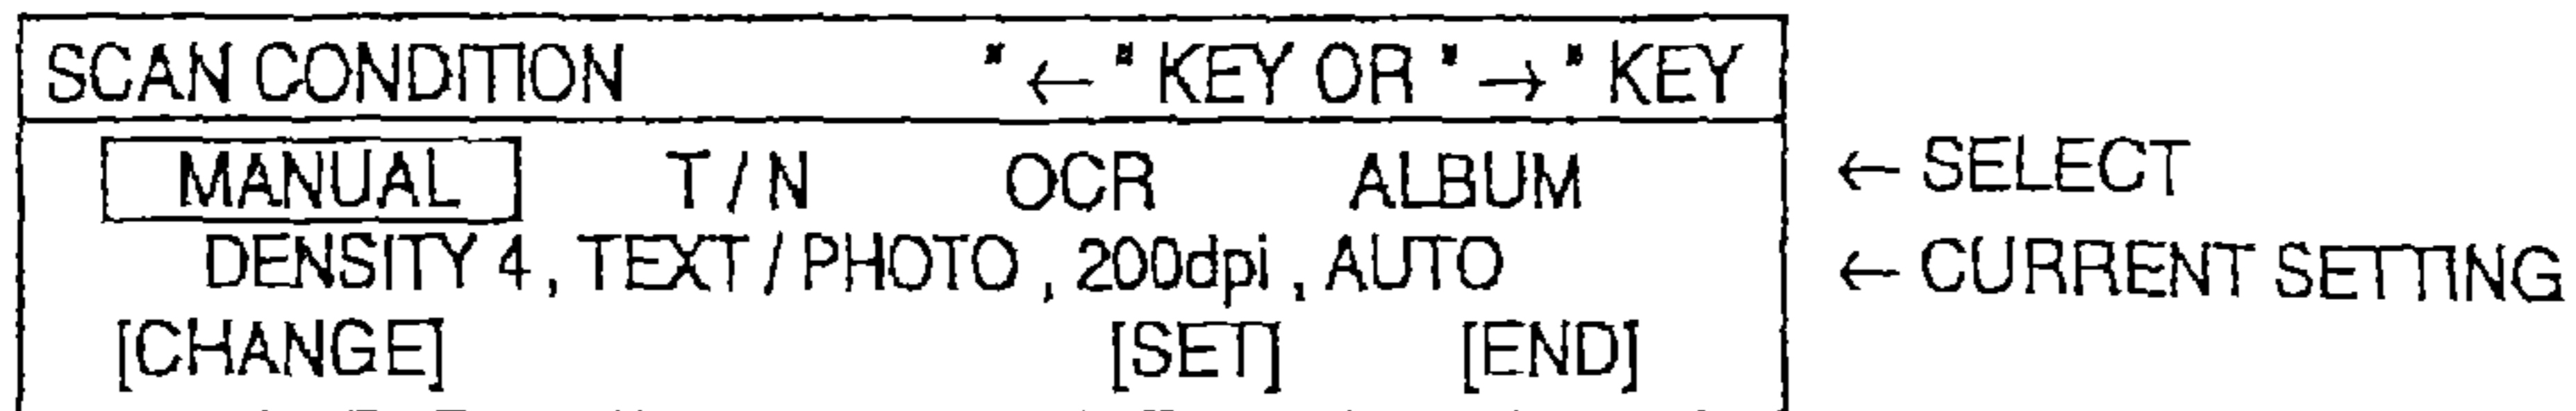 SCAN CONDITION "←" KEY OR "→" KEY
MANUAL T/N OCR ALBUM ← SELECT
DENSITY 4, TEXT/PHOTO, 200dpi, AUTO ← CURRENT SETTING
[CHANGE] [SET] [END]